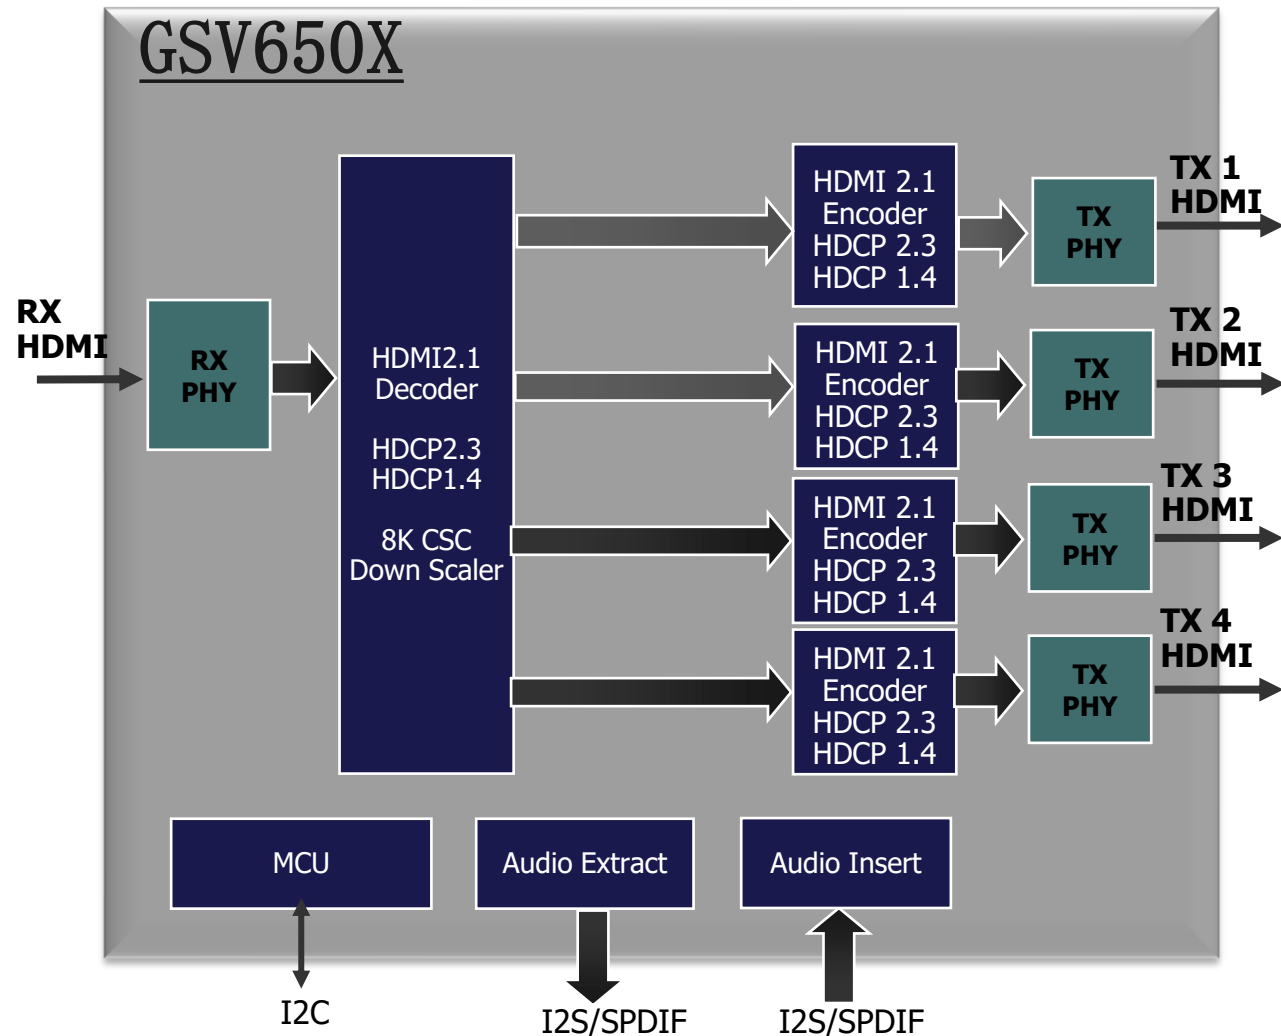 GSV650X
RX
HDMI
RX
PHY
HDMI2.1
Decoder
HDCP2.3
HDCP1.4
8K CSC
Down Scaler
HDMI 2.1
Encoder
HDCP 2.3
HDCP 1.4
TX
PHY
TX 1
HDMI
HDMI 2.1
Encoder
HDCP 2.3
HDCP 1.4
TX
PHY
TX 2
HDMI
HDMI 2.1
Encoder
HDCP 2.3
HDCP 1.4
TX
PHY
TX 3
HDMI
HDMI 2.1
Encoder
HDCP 2.3
HDCP 1.4
TX
PHY
TX 4
HDMI
MCU
Audio Extract
Audio Insert
I2C
I2S/SPDIF
I2S/SPDIF